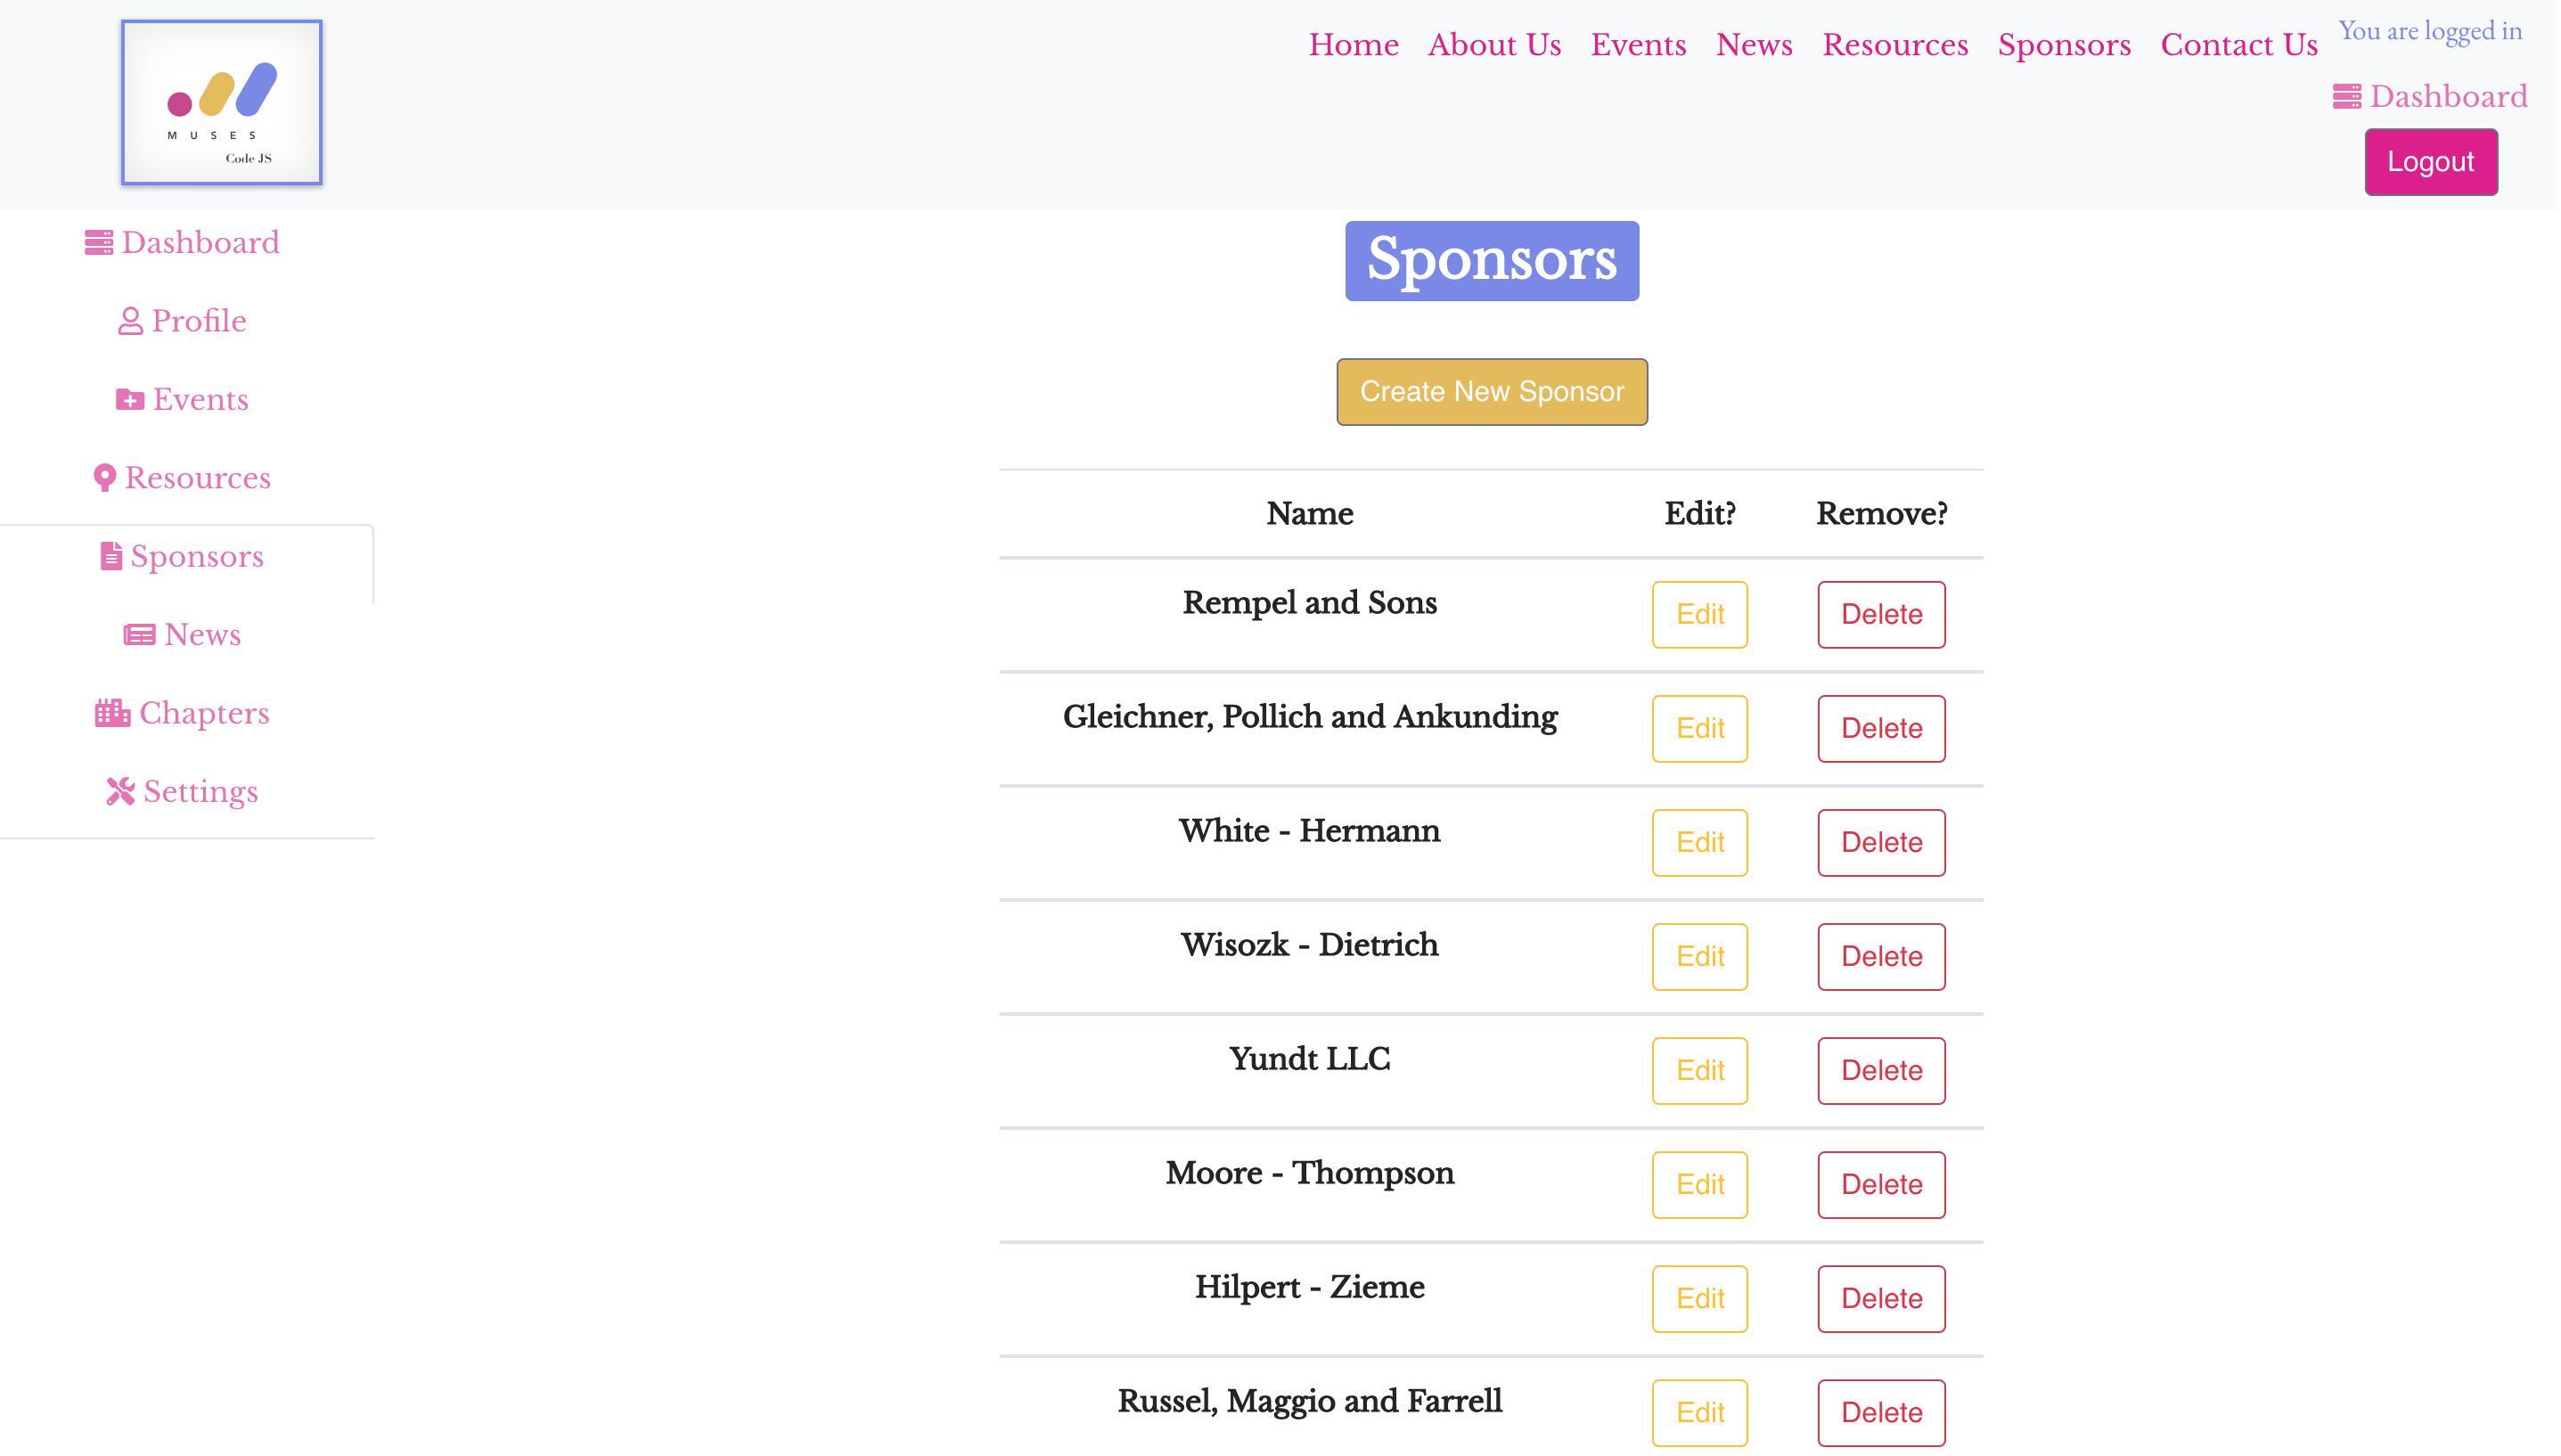 MUSES
Code JS
Home About Us Events News Resources Sponsors Contact Us You are logged in
Dashboard
Logout
Dashboard
Profile
Events
Resources
Sponsors
News
Chapters
Settings
Sponsors
Create New Sponsor
Name Edit? Remove?
Rempel and Sons Edit Delete
Gleichner, Pollich and Ankunding Edit Delete
White - Hermann Edit Delete
Wisozk - Dietrich Edit Delete
Yundt LLC Edit Delete
Moore - Thompson Edit Delete
Hilpert - Zieme Edit Delete
Russel, Maggio and Farrell Edit Delete